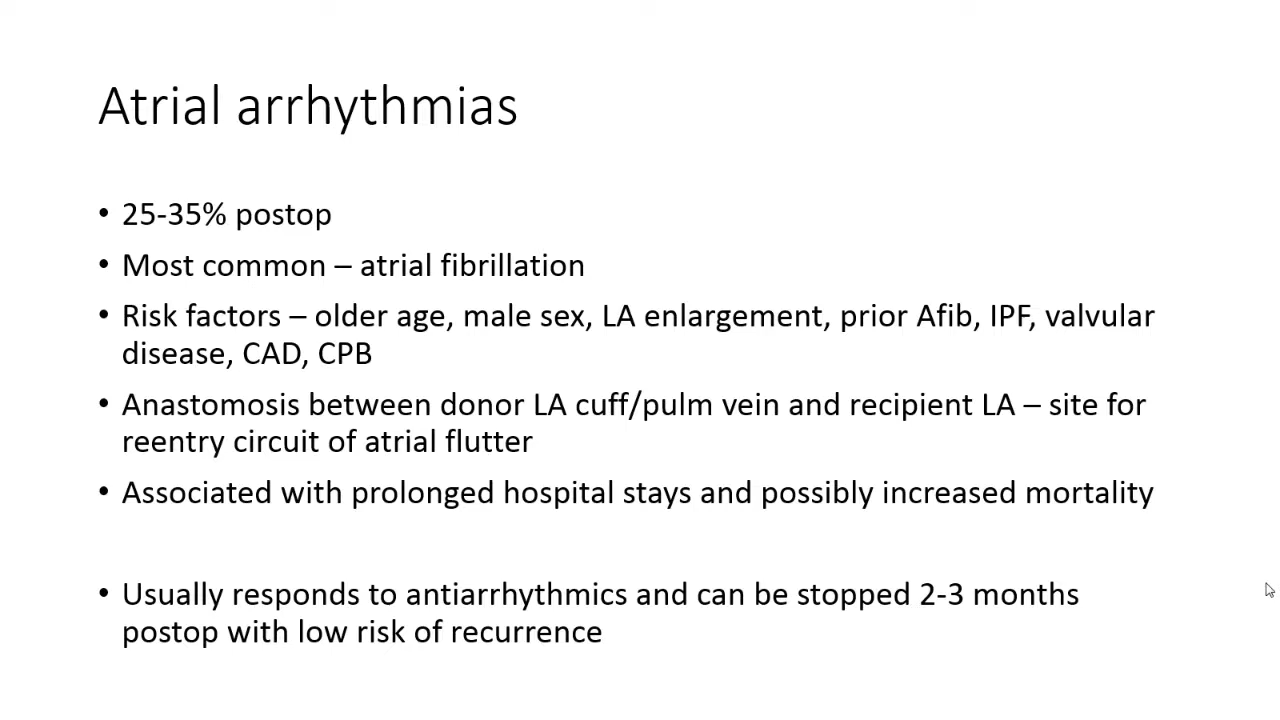 Atrial arrhythmias
• 25-35% postop
• Most common – atrial fibrillation
• Risk factors – older age, male sex, LA enlargement, prior Afib, IPF, valvular
disease, CAD, CPB
• Anastomosis between donor LA cuff/pulm vein and recipient LA – site for
reentry circuit of atrial flutter
• Associated with prolonged hospital stays and possibly increased mortality
• Usually responds to antiarrhythmics and can be stopped 2-3 months
postop with low risk of recurrence